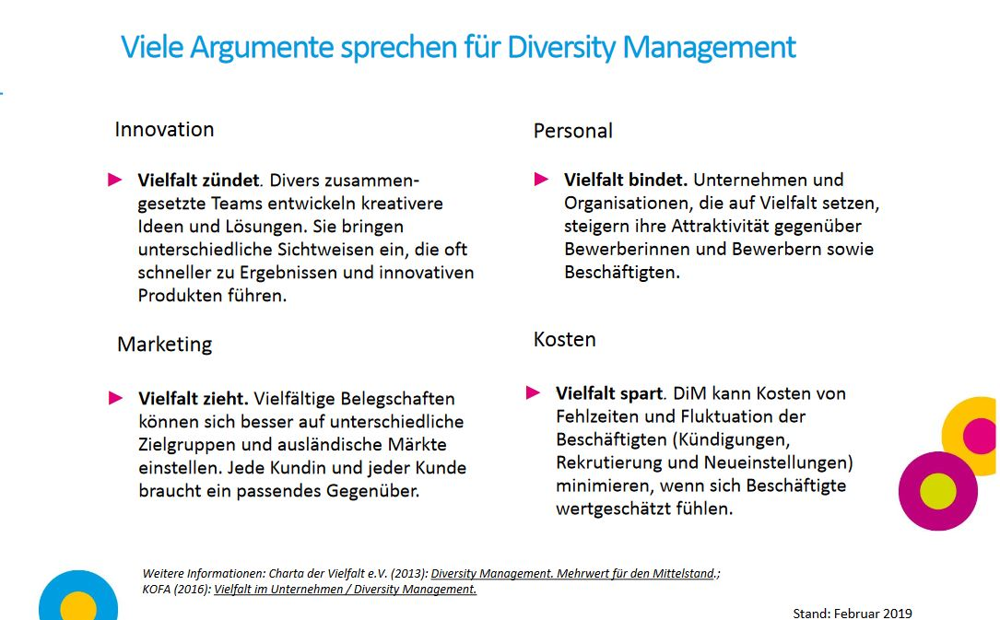 Viele Argumente sprechen für Diversity Management
Innovation
Vielfalt zündet. Divers zusammen-
gesetzte Teams entwickeln kreativere
Ideen und Lösungen. Sie bringen
unterschiedliche Sichtweisen ein, die oft
schneller zu Ergebnissen und innovativen
Produkten führen.
Personal
Vielfalt bindet. Unternehmen und
Organisationen, die auf Vielfalt setzen,
steigern ihre Attraktivität gegenüber
Bewerberinnen und Bewerbern sowie
Beschäftigten.
Marketing
Vielfalt zieht. Vielfältige Belegschaften
können sich besser auf unterschiedliche
Zielgruppen und ausländische Märkte
einstellen. Jede Kundin und jeder Kunde
braucht ein passendes Gegenüber.
Kosten
Vielfalt spart. DiM kann Kosten von
Fehlzeiten und Fluktuation der
Beschäftigten (Kündigungen,
Rekrutierung und Neueinstellungen)
minimieren, wenn sich Beschäftigte
wertgeschätzt fühlen.
Weitere Informationen: Charta der Vielfalt e.V. (2013): Diversity Management. Mehrwert für den Mittelstand.;
KOFA (2016): Vielfalt im Unternehmen / Diversity Management.
Stand: Februar 2019